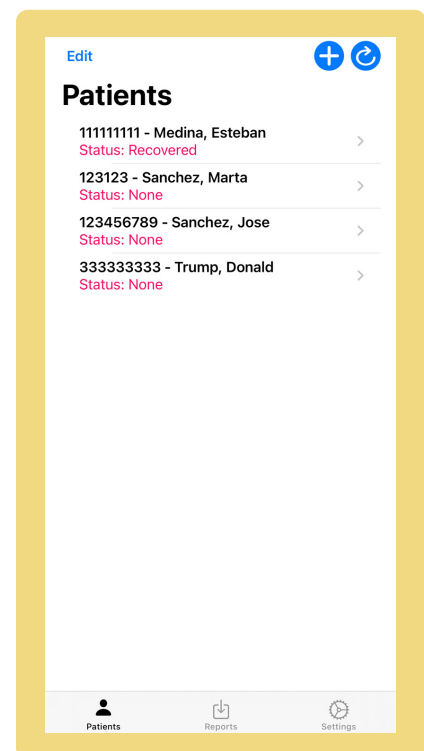 Edit
Patients
111111111 - Medina, Esteban
Status: Recovered
123123 - Sanchez, Marta
Status: None
123456789 - Sanchez, Jose
Status: None
333333333 - Trump, Donald
Status: None
Patients Reports Settings